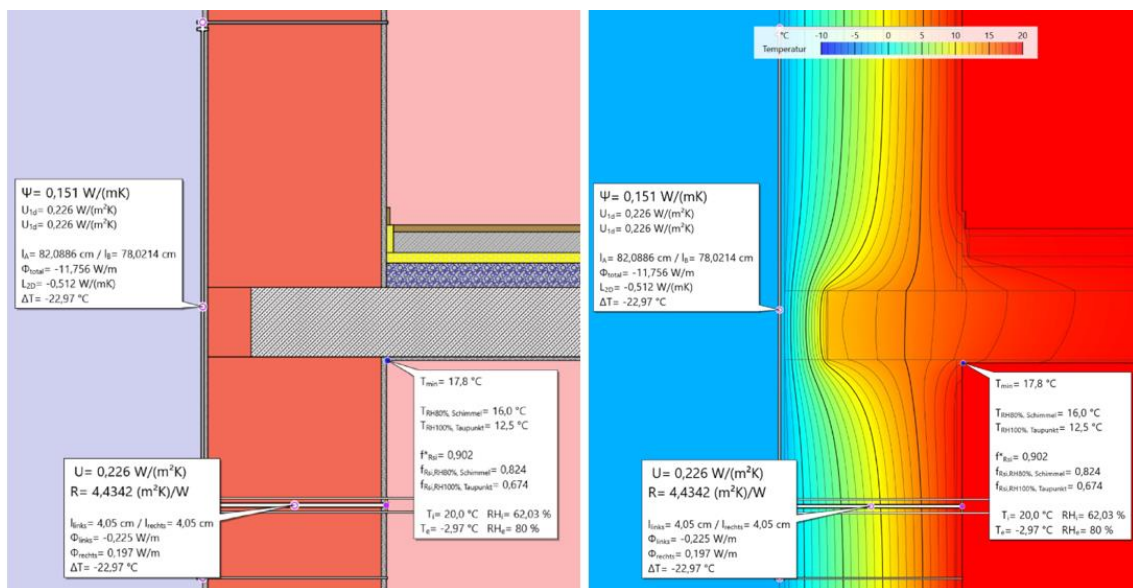 Ψ= 0,151 W/(mK)
U1d= 0,226 W/(m²K)
U1d= 0,226 W/(m²K)
lA= 82,0886 cm / lB= 78,0214 cm
Φtotal= -11,756 W/m
L2D= -0,512 W/(mK)
ΔT= -22,97 °C
Tmin= 17,8 °C
TRH80%, Schimmel= 16,0 °C
TRH100%, Taupunkt= 12,5 °C
f*Rsi= 0,902
fRsi,RH80%, Schimmel= 0,824
fRsi,RH100%, Taupunkt= 0,674
Ti= 20,0 °C RHi= 62,03 %
Te= -2,97 °C RHe= 80 %
U= 0,226 W/(m²K)
R= 4,4342 (m²K)/W
llinks= 4,05 cm / lrechts= 4,05 cm
Φlinks= -0,225 W/m
Φrechts= 0,197 W/m
ΔT= -22,97 °C
°C -10 -5 0 5 10 15 20
Temperatur
Ψ= 0,151 W/(mK)
U1d= 0,226 W/(m²K)
U1d= 0,226 W/(m²K)
lA= 82,0886 cm / lB= 78,0214 cm
Φtotal= -11,756 W/m
L2D= -0,512 W/(mK)
ΔT= -22,97 °C
Tmin= 17,8 °C
TRH80%, Schimmel= 16,0 °C
TRH100%, Taupunkt= 12,5 °C
f*Rsi= 0,902
fRsi,RH80%, Schimmel= 0,824
fRsi,RH100%, Taupunkt= 0,674
Ti= 20,0 °C RHi= 62,03 %
Te= -2,97 °C RHe= 80 %
U= 0,226 W/(m²K)
R= 4,4342 (m²K)/W
llinks= 4,05 cm / lrechts= 4,05 cm
Φlinks= -0,225 W/m
Φrechts= 0,197 W/m
ΔT= -22,97 °C